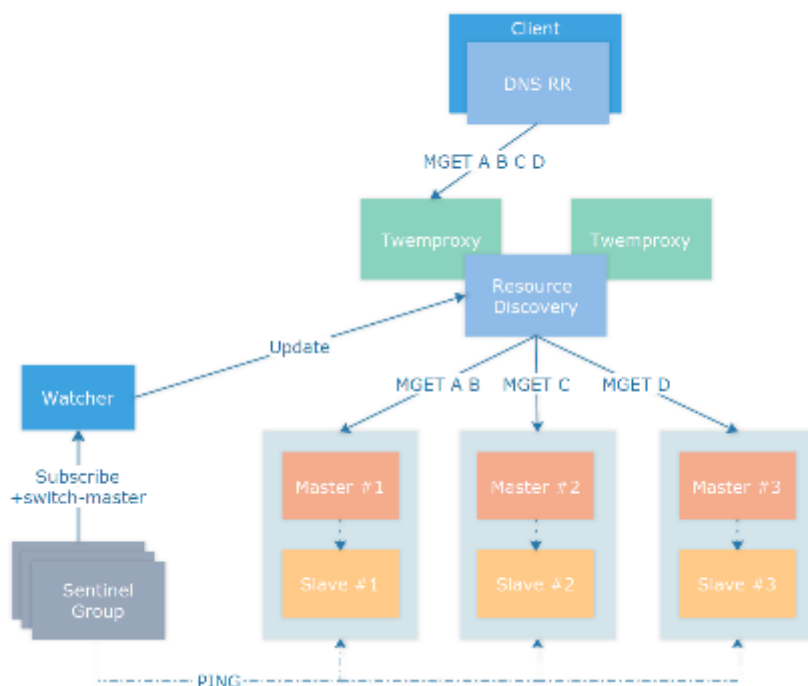 Client
DNS RR
MGET A B C D
Twemproxy
Twemproxy
Resource
Discovery
Update
MGET A B
MGET C
MGET D
Watcher
Subscribe
+switch-master
Master #1
Master #2
Master #3
Sentinel
Group
Slave #1
Slave #2
Slave #3
PING